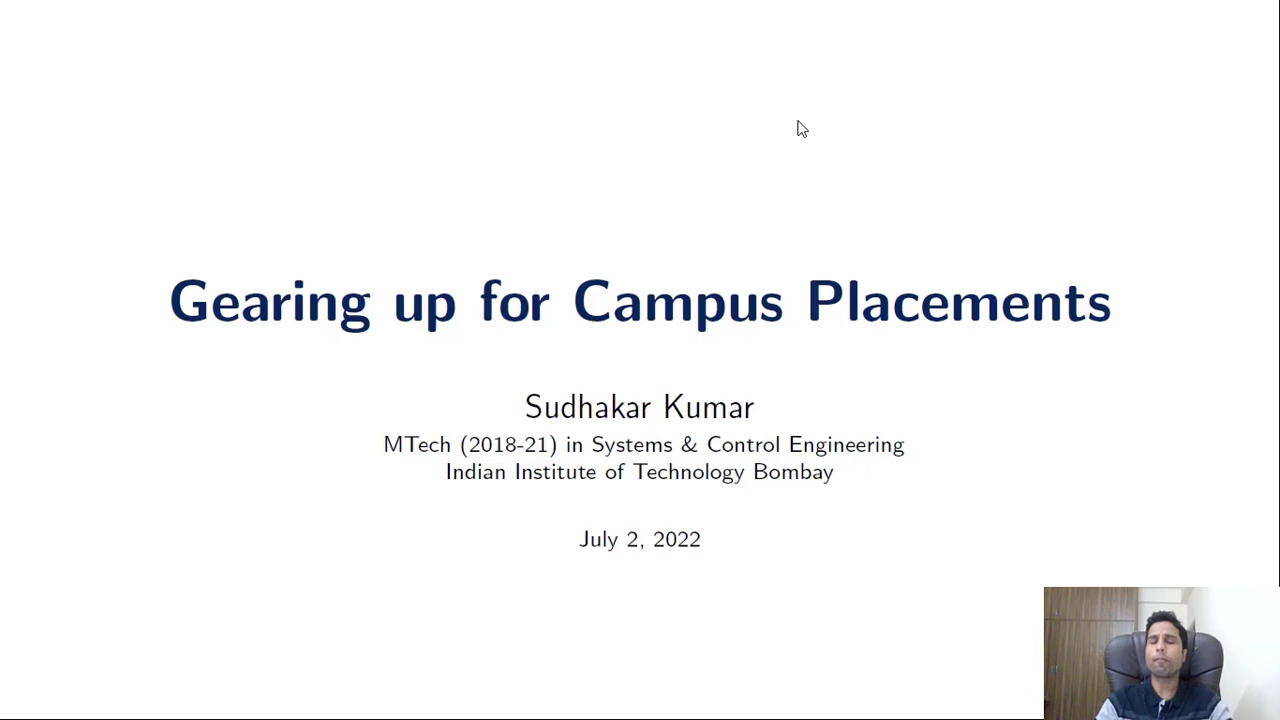 Gearing up for Campus Placements
Sudhakar Kumar
MTech (2018-21) in Systems & Control Engineering
Indian Institute of Technology Bombay
July 2, 2022